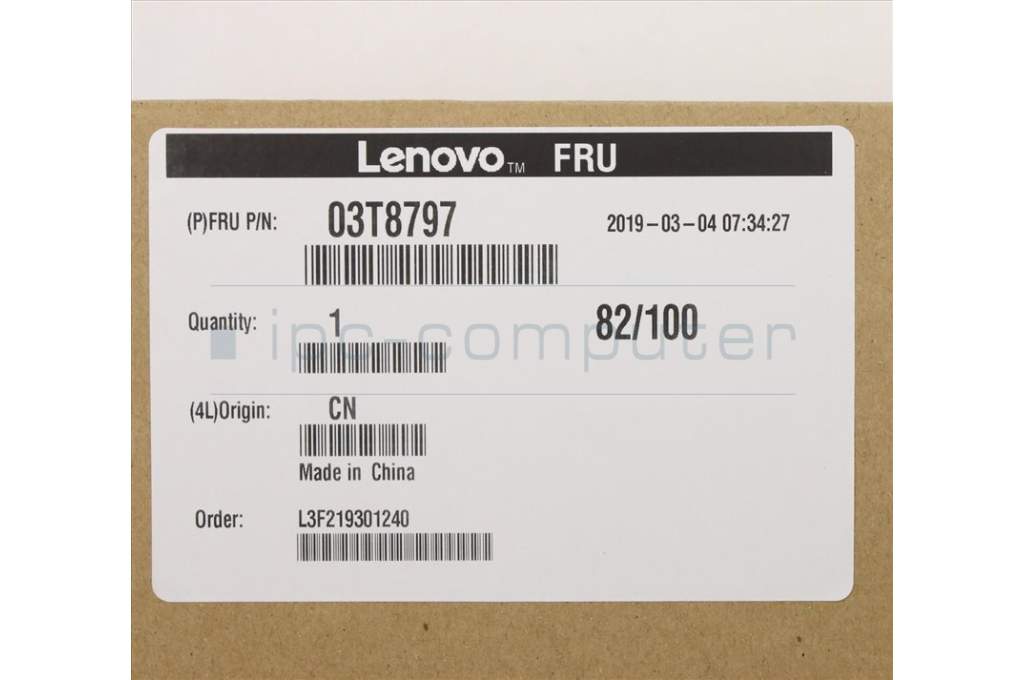 Lenovo™ FRU
(P)FRU P/N: 03T8797 2019-03-04 07:34:27
Quantity: 1 82/100
ipc-computer
(4L)Origin: CN
Made in China
Order: L3F219301240